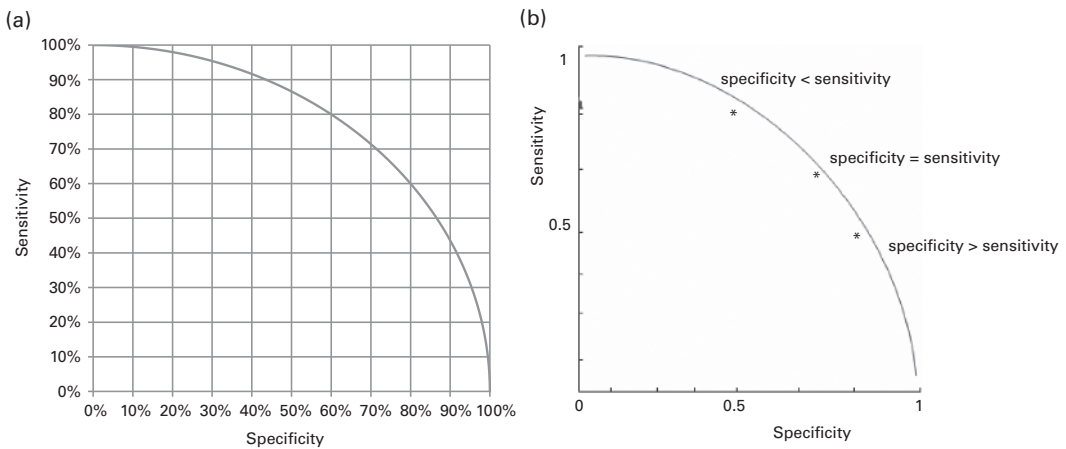 (a)
100%
90%
80%
70%
60%
50%
40%
30%
20%
10%
0%
Sensitivity
0% 10% 20% 30% 40% 50% 60% 70% 80% 90% 100%
Specificity
(b)
1
0.5
Sensitivity
specificity < sensitivity
*
specificity = sensitivity
*
specificity > sensitivity
*
0 0.5 1
Specificity